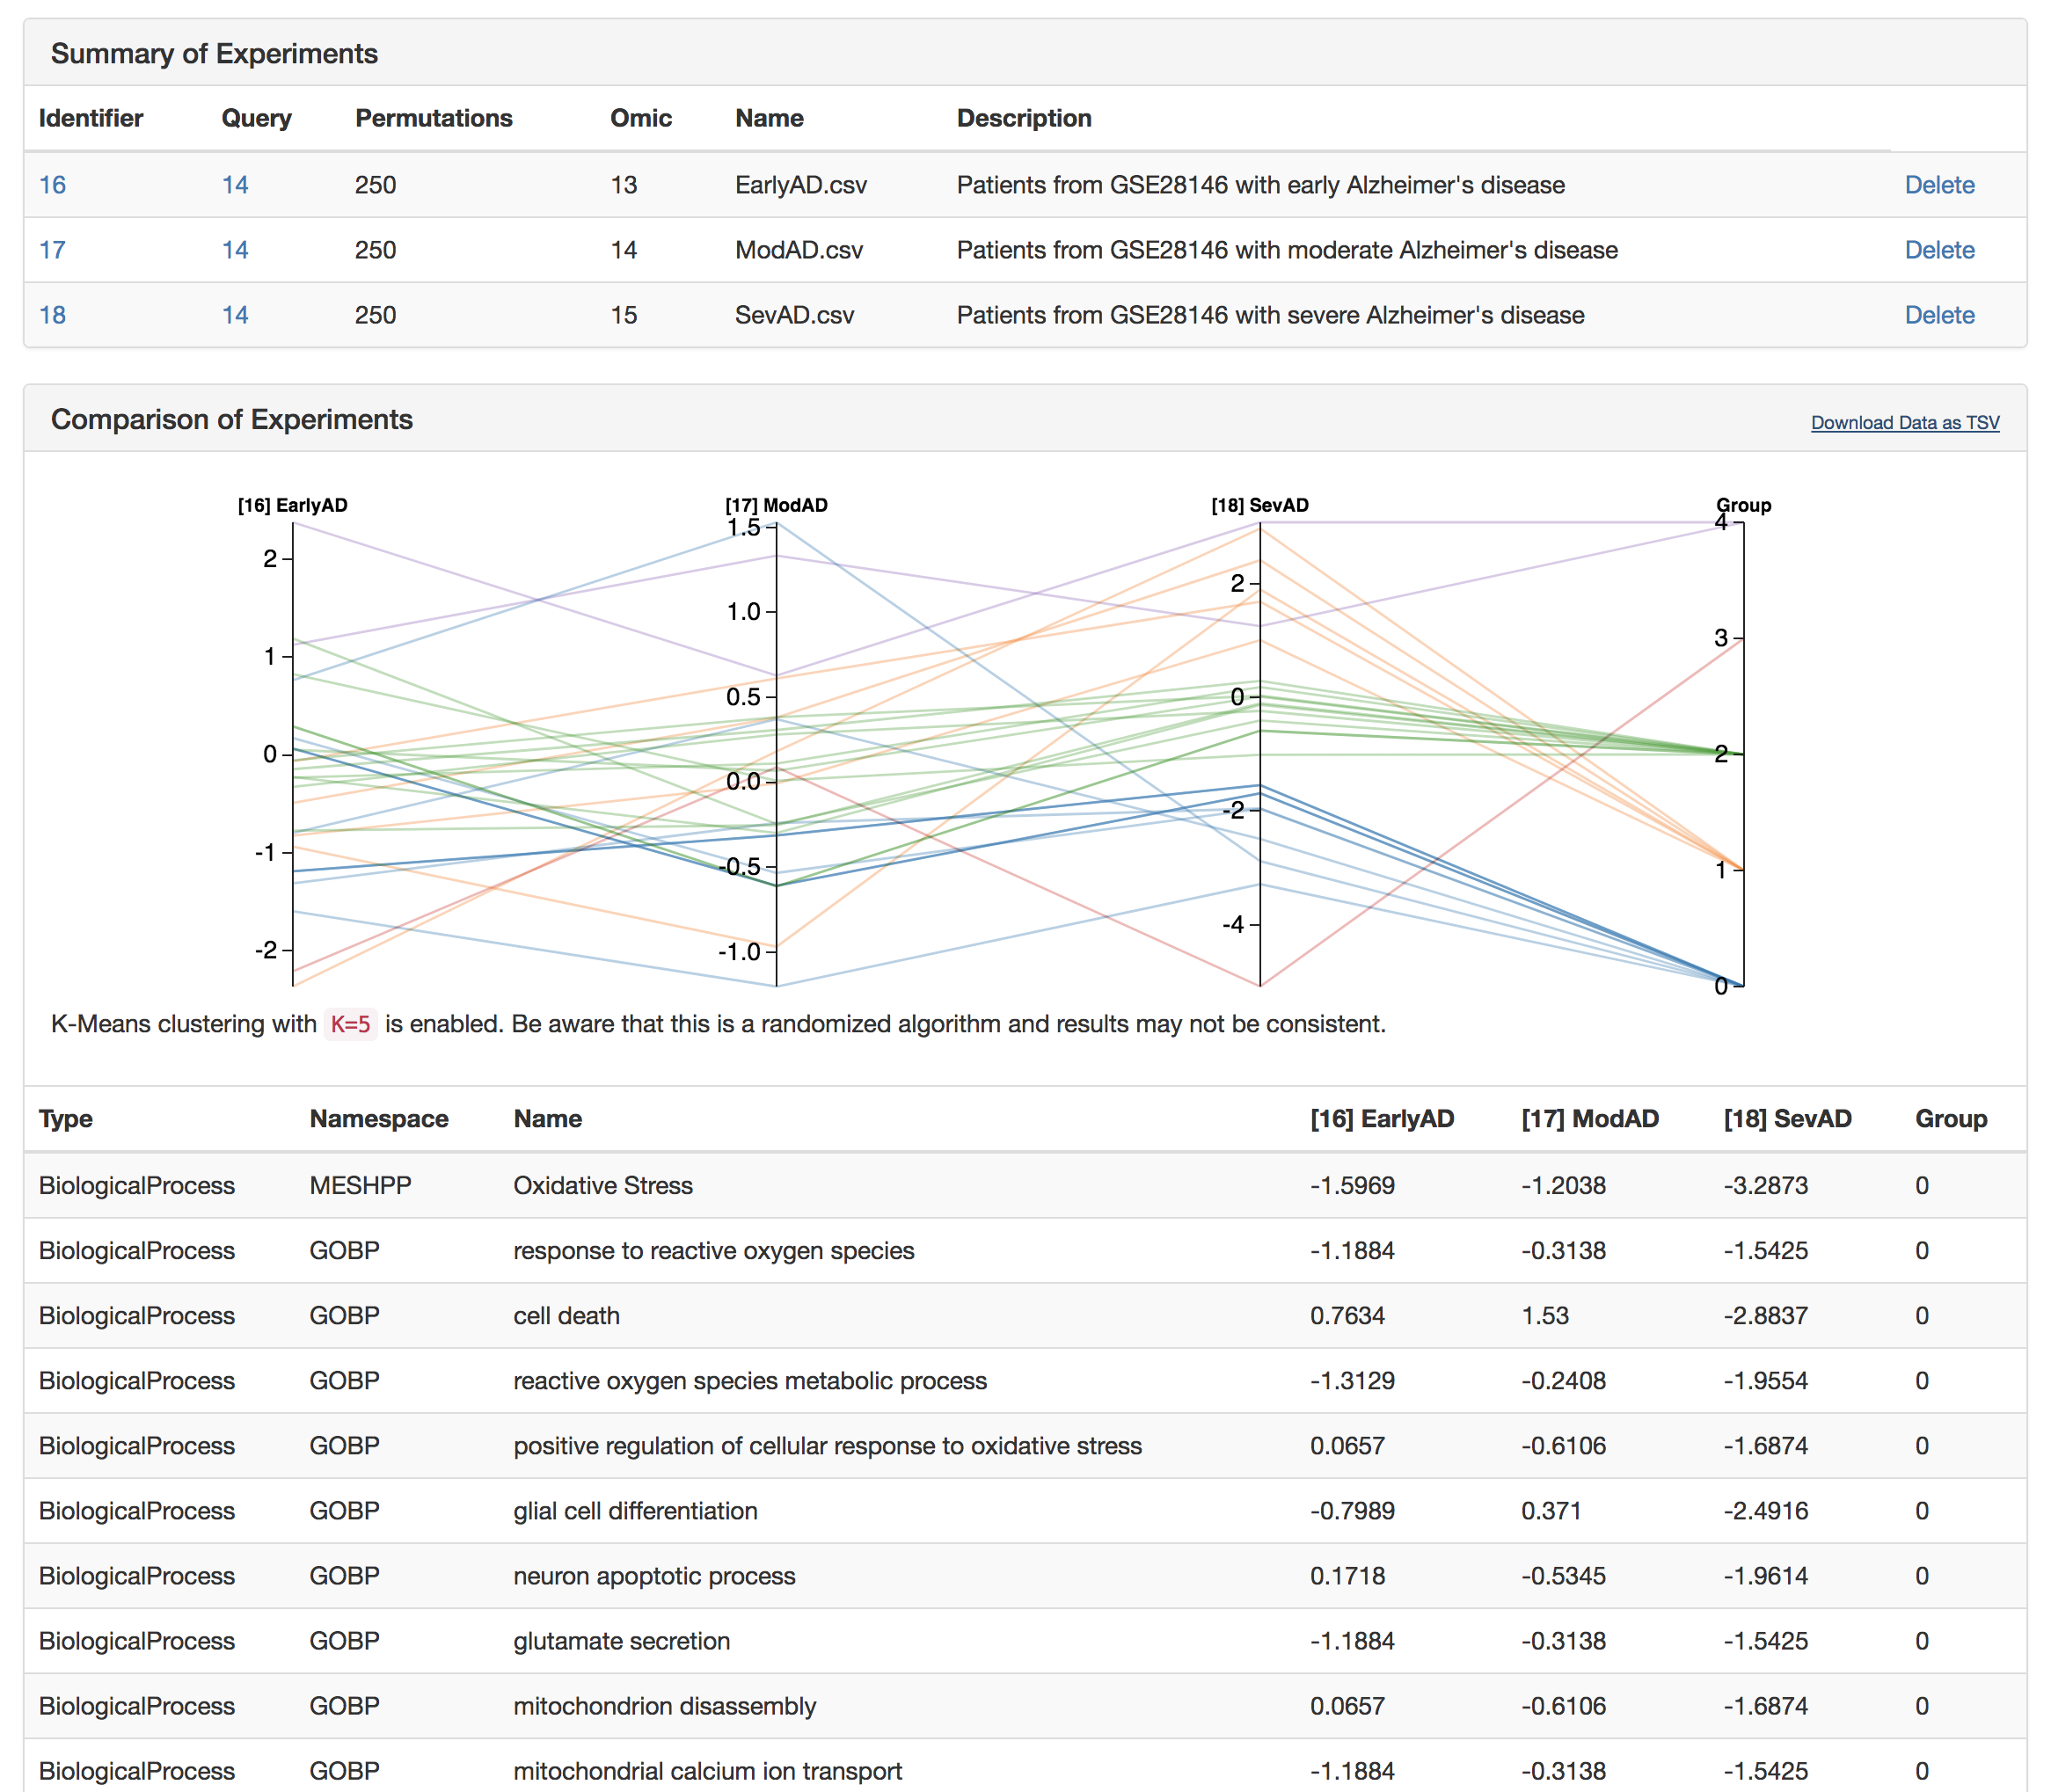 Summary of Experiments
Identifier Query Permutations Omic Name Description
16 14 250 13 EarlyAD.csv Patients from GSE28146 with early Alzheimer's disease Delete
17 14 250 14 ModAD.csv Patients from GSE28146 with moderate Alzheimer's disease Delete
18 14 250 15 SevAD.csv Patients from GSE28146 with severe Alzheimer's disease Delete
Comparison of Experiments Download Data as TSV
[16] EarlyAD [17] ModAD [18] SevAD Group
2
1
0
-1
-2
1.5
1.0
0.5
0.0
-0.5
-1.0
2
0
-2
-4
4
3
2
1
0
K-Means clustering with K=5 is enabled. Be aware that this is a randomized algorithm and results may not be consistent.
Type Namespace Name [16] EarlyAD [17] ModAD [18] SevAD Group
BiologicalProcess MESHPP Oxidative Stress -1.5969 -1.2038 -3.2873 0
BiologicalProcess GOBP response to reactive oxygen species -1.1884 -0.3138 -1.5425 0
BiologicalProcess GOBP cell death 0.7634 1.53 -2.8837 0
BiologicalProcess GOBP reactive oxygen species metabolic process -1.3129 -0.2408 -1.9554 0
BiologicalProcess GOBP positive regulation of cellular response to oxidative stress 0.0657 -0.6106 -1.6874 0
BiologicalProcess GOBP glial cell differentiation -0.7989 0.371 -2.4916 0
BiologicalProcess GOBP neuron apoptotic process 0.1718 -0.5345 -1.9614 0
BiologicalProcess GOBP glutamate secretion -1.1884 -0.3138 -1.5425 0
BiologicalProcess GOBP mitochondrion disassembly 0.0657 -0.6106 -1.6874 0
BiologicalProcess GOBP mitochondrial calcium ion transport -1.1884 -0.3138 -1.5425 0